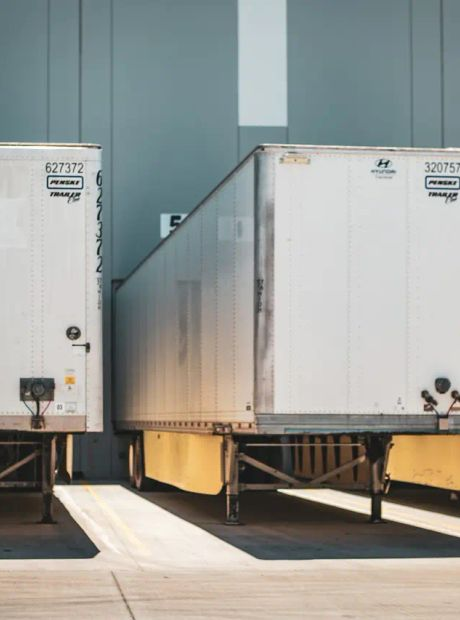 627372
PENSKE
TRAILER
627372
5
HYUNDAI
320757
PENSKE
TRAILER